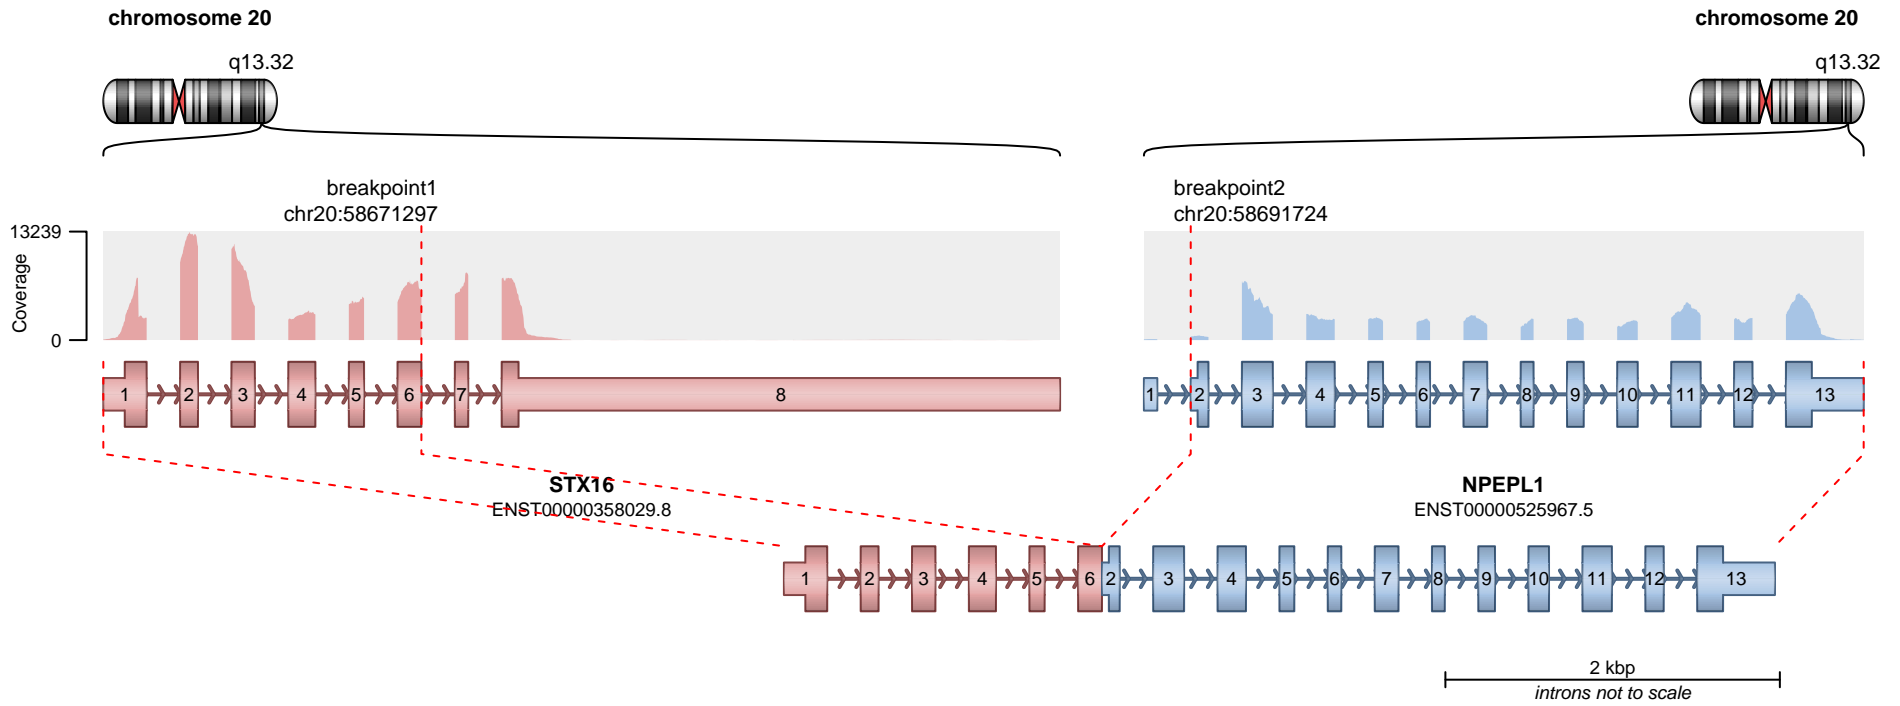 chromosome 20
chromosome 20
q13.32
q13.32
breakpoint1
chr20:58671297
breakpoint2
chr20:58691724
13239
Coverage
0
1 2 3 4 5 6 7 8
1 2 3 4 5 6 7 8 9 10 11 12 13
STX16
ENST00000358029.8
NPEPL1
ENST00000525967.5
1 2 3 4 5 6 2 3 4 5 6 7 8 9 10 11 12 13
2 kbp
introns not to scale